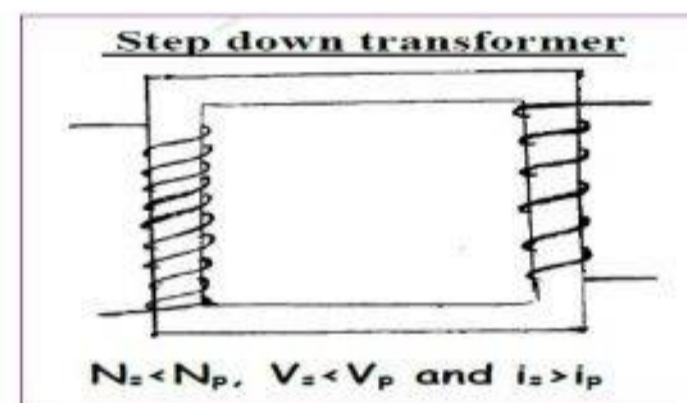 Step down transformer
Nₛ < Nₚ, Vₛ < Vₚ and iₛ > iₚ